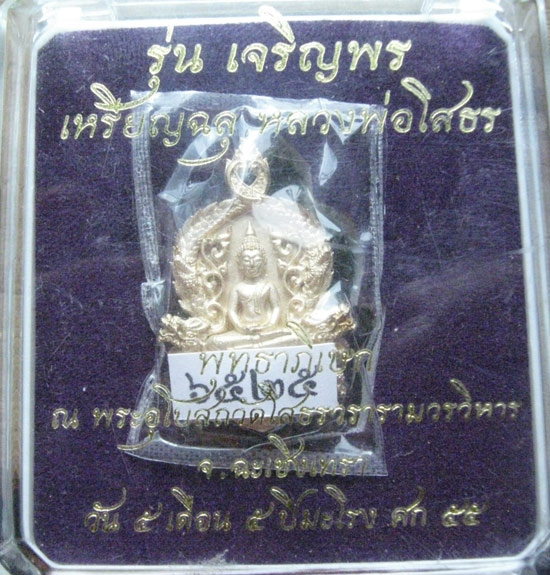 รุ่น เจริญพร
เหรียญฉลุ หลวงพ่อโสธร
พุทธาภิเษก
๖๕๒๕
ณ พระอุโบสถวัดโสธรวรารามวรวิหาร
จ.ฉะเชิงเทรา
วัน ๕ เดือน ๕ ปีมะโรง ศก ๕๕